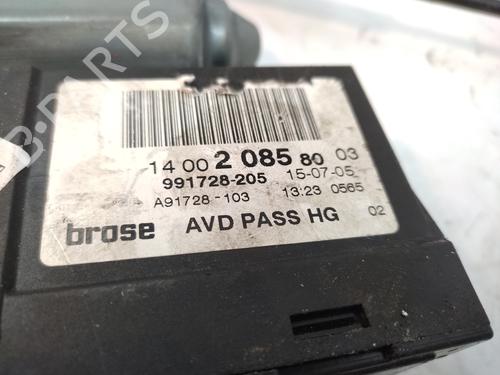 B-PARTS
14 00 2 085 80 03
991728-205 15-07-05
A91728-103 13:23 0565
brose AVD PASS HG 02